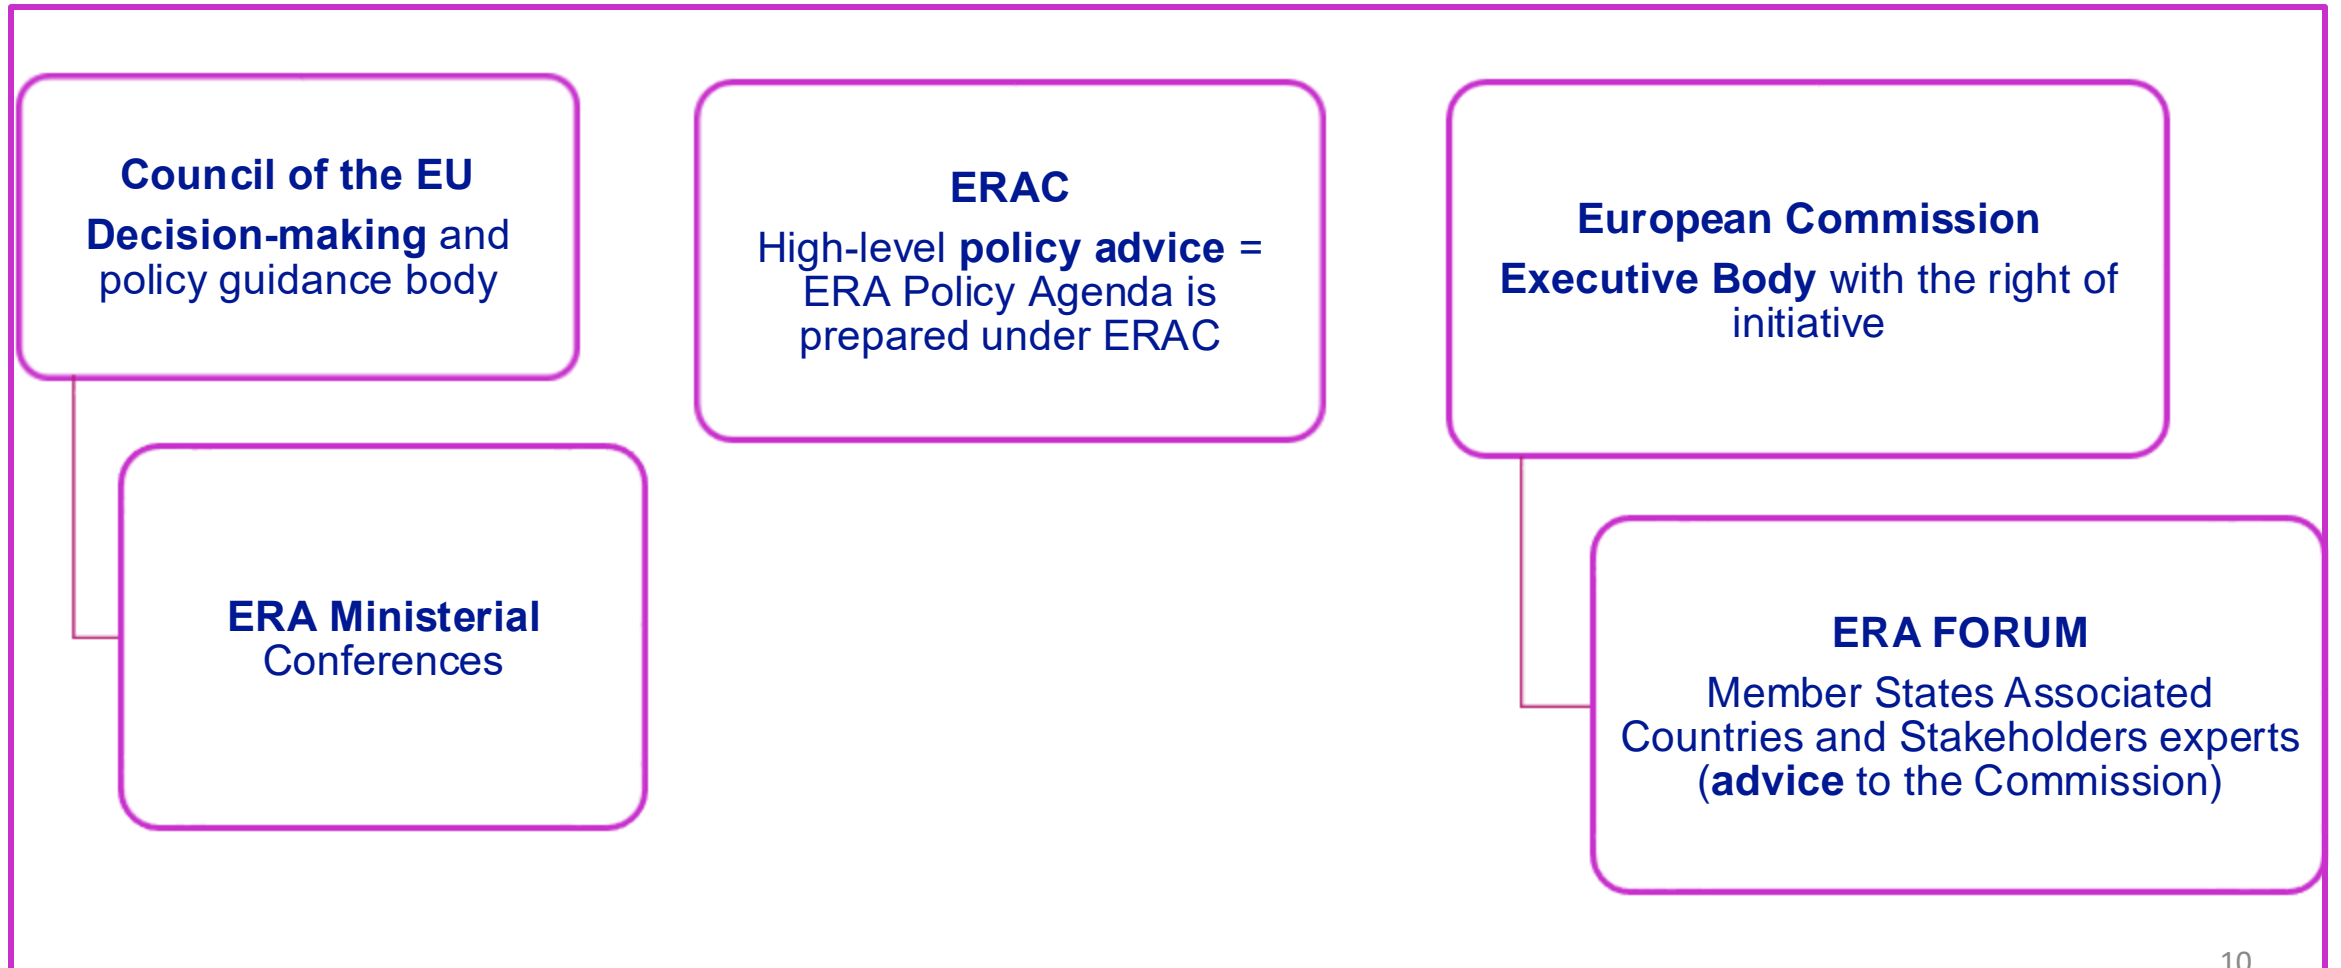 Council of the EU
Decision-making and
policy guidance body
ERA Ministerial
Conferences
ERAC
High-level policy advice =
ERA Policy Agenda is
prepared under ERAC
European Commission
Executive Body with the right of
initiative
ERA FORUM
Member States Associated
Countries and Stakeholders experts
(advice to the Commission)
10